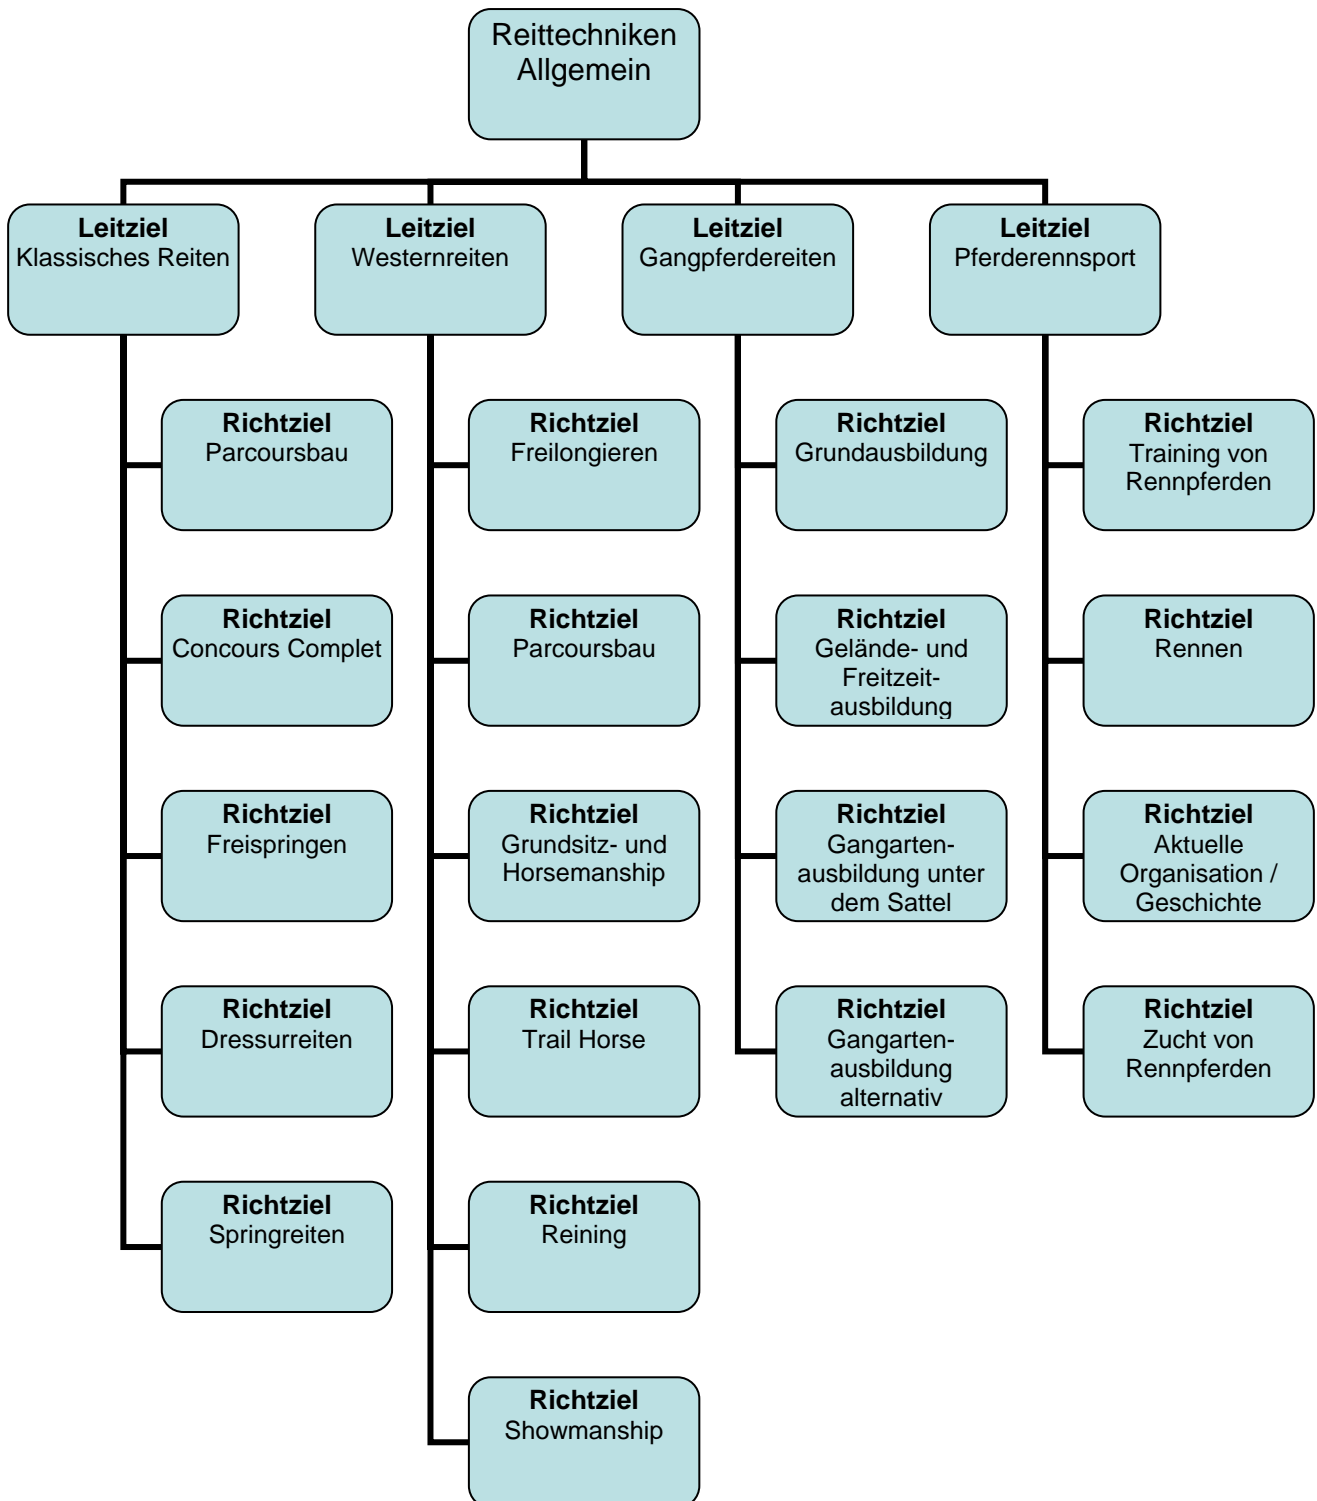 Reittechniken
Allgemein
Leitziel
Klassisches Reiten
Leitziel
Westernreiten
Leitziel
Gangpferdereiten
Leitziel
Pferderennsport
Richtziel
Parcoursbau
Richtziel
Freilongieren
Richtziel
Grundausbildung
Richtziel
Training von
Rennpferden
Richtziel
Concours Complet
Richtziel
Parcoursbau
Richtziel
Gelände- und
Freitzeit-
ausbildung
Richtziel
Rennen
Richtziel
Freispringen
Richtziel
Grundsitz- und
Horsemanship
Richtziel
Gangarten-
ausbildung unter
dem Sattel
Richtziel
Aktuelle
Organisation /
Geschichte
Richtziel
Dressurreiten
Richtziel
Trail Horse
Richtziel
Gangarten-
ausbildung
alternativ
Richtziel
Zucht von
Rennpferden
Richtziel
Springreiten
Richtziel
Reining
Richtziel
Showmanship